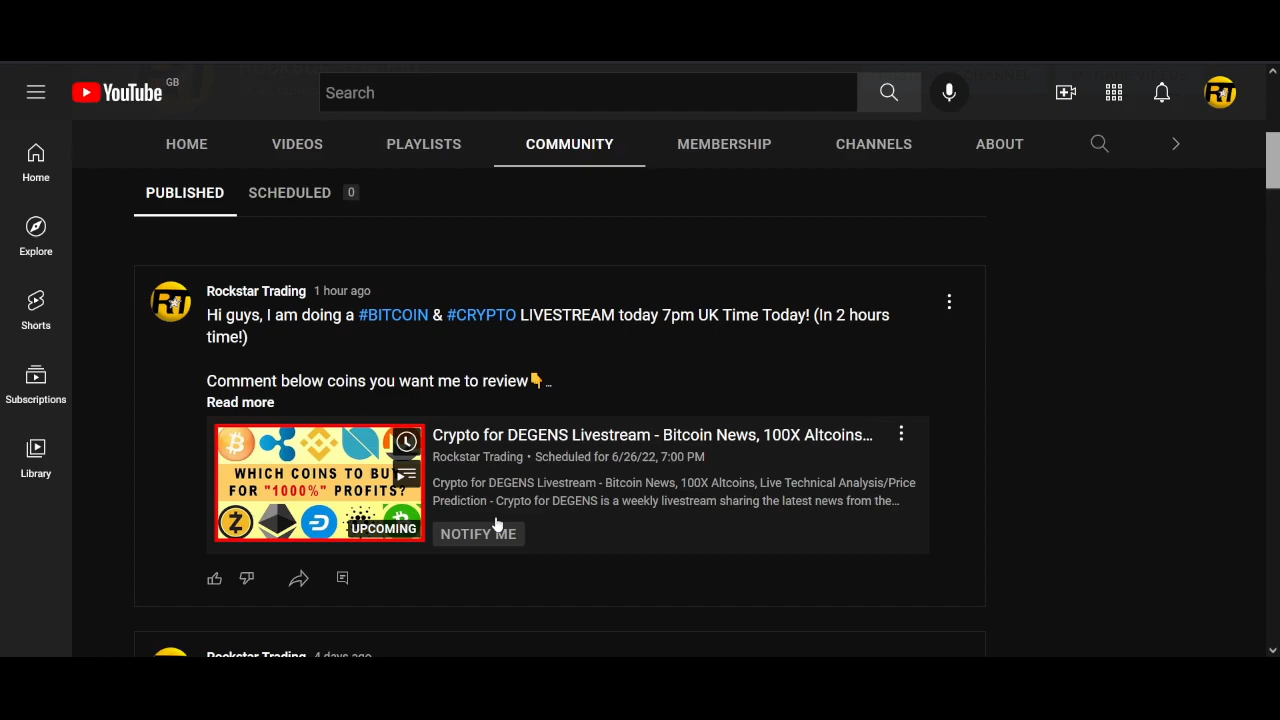 YouTube GB
Search
Home
Explore
Shorts
Subscriptions
Library
HOME VIDEOS PLAYLISTS COMMUNITY MEMBERSHIP CHANNELS ABOUT
PUBLISHED SCHEDULED 0
Rockstar Trading 1 hour ago
Hi guys, I am doing a #BITCOIN & #CRYPTO LIVESTREAM today 7pm UK Time Today! (In 2 hours
time!)
Comment below coins you want me to review👇...
Read more
WHICH COINS TO BUY
FOR "1000%" PROFITS?
UPCOMING
Crypto for DEGENS Livestream - Bitcoin News, 100X Altcoins...
Rockstar Trading • Scheduled for 6/26/22, 7:00 PM
Crypto for DEGENS Livestream - Bitcoin News, 100X Altcoins, Live Technical Analysis/Price
Prediction - Crypto for DEGENS is a weekly livestream sharing the latest news from the...
NOTIFY ME
Rockstar Trading 4 days ago